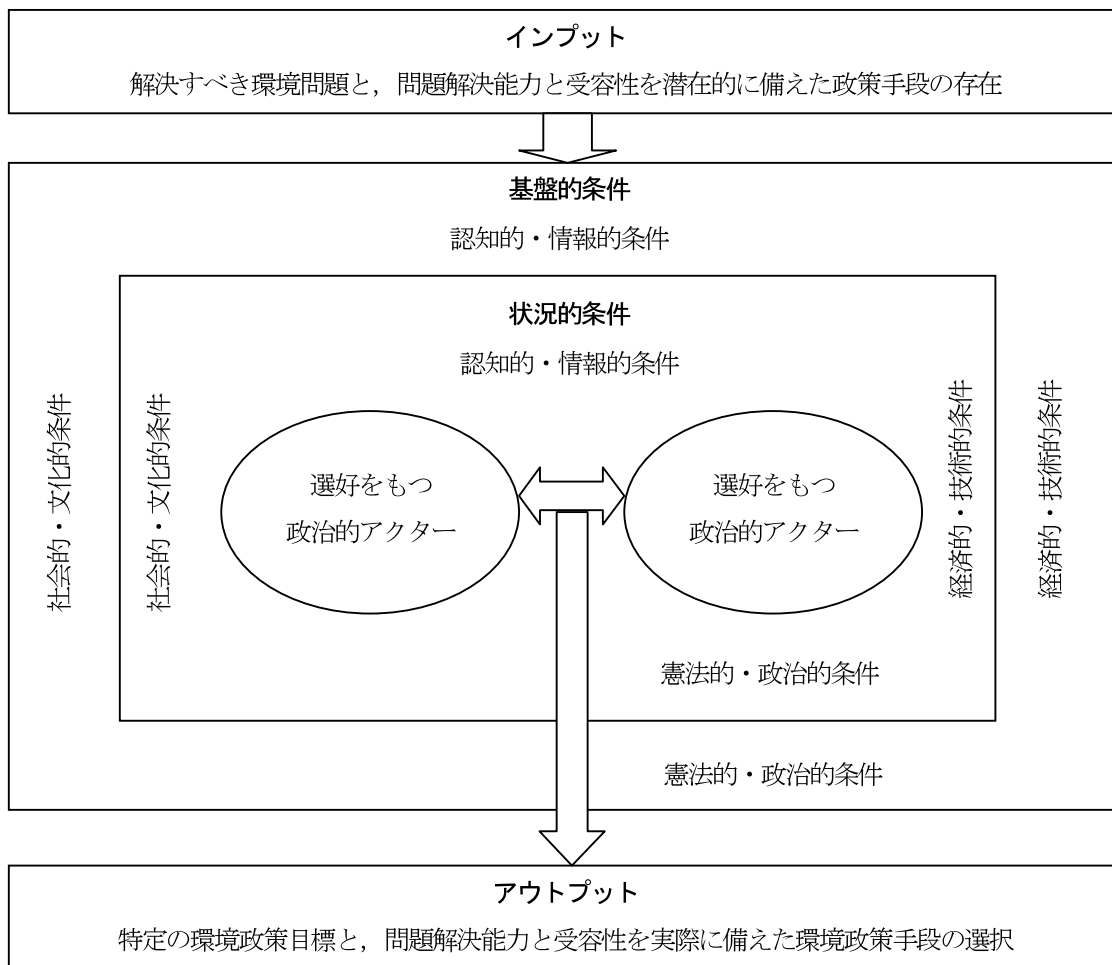 インプット
解決すべき環境問題と，問題解決能力と受容性を潜在的に備えた政策手段の存在
基盤的条件
認知的・情報的条件
状況的条件
認知的・情報的条件
社会的・文化的条件
社会的・文化的条件
選好をもつ
政治的アクター
選好をもつ
政治的アクター
経済的・技術的条件
経済的・技術的条件
憲法的・政治的条件
憲法的・政治的条件
アウトプット
特定の環境政策目標と，問題解決能力と受容性を実際に備えた環境政策手段の選択